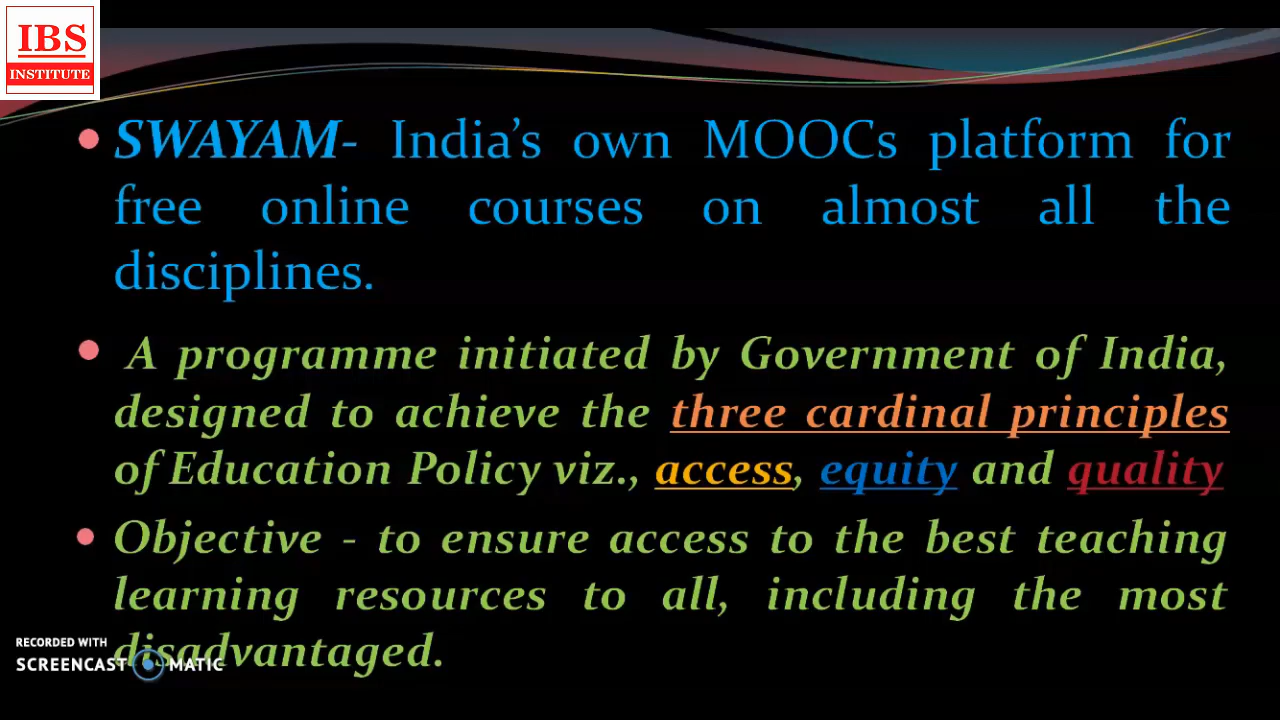 IBS
INSTITUTE
SWAYAM- India's own MOOCs platform for
free online courses on almost all the
disciplines.
A programme initiated by Government of India,
designed to achieve the three cardinal principles
of Education Policy viz., access, equity and quality
Objective - to ensure access to the best teaching
learning resources to all, including the most
disadvantaged.
RECORDED WITH
SCREENCAST MATIC